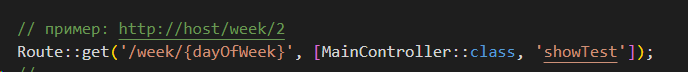 // пример: http://host/week/2
Route::get('/week/{dayOfWeek}', [MainController::class, 'showTest']);